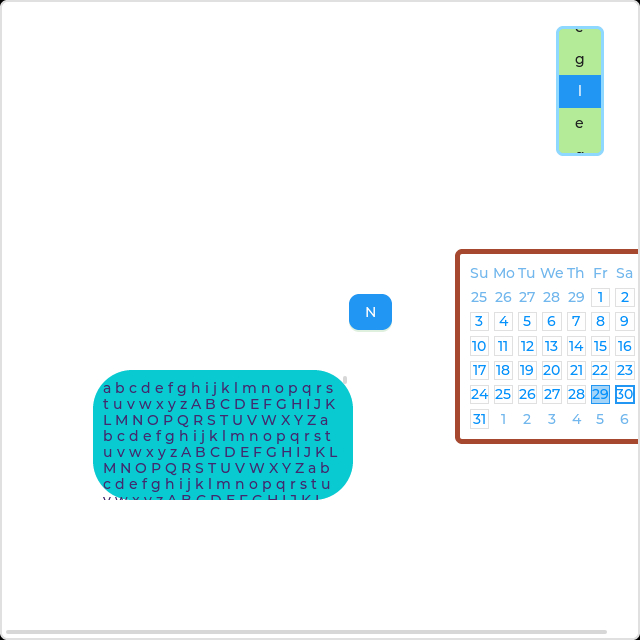 g
l
e
Su Mo Tu We Th Fr Sa
25 26 27 28 29 1 2
3 4 5 6 7 8 9
10 11 12 13 14 15 16
17 18 19 20 21 22 23
24 25 26 27 28 29 30
31 1 2 3 4 5 6
N
a b c d e f g h i j k l m n o p q r s
t u v w x y z A B C D E F G H I J K
L M N O P Q R S T U V W X Y Z a
b c d e f g h i j k l m n o p q r s t
u v w x y z A B C D E F G H I J K L
M N O P Q R S T U V W X Y Z a b
c d e f g h i j k l m n o p q r s t u
v w x y z A B C D E F G H I J K L